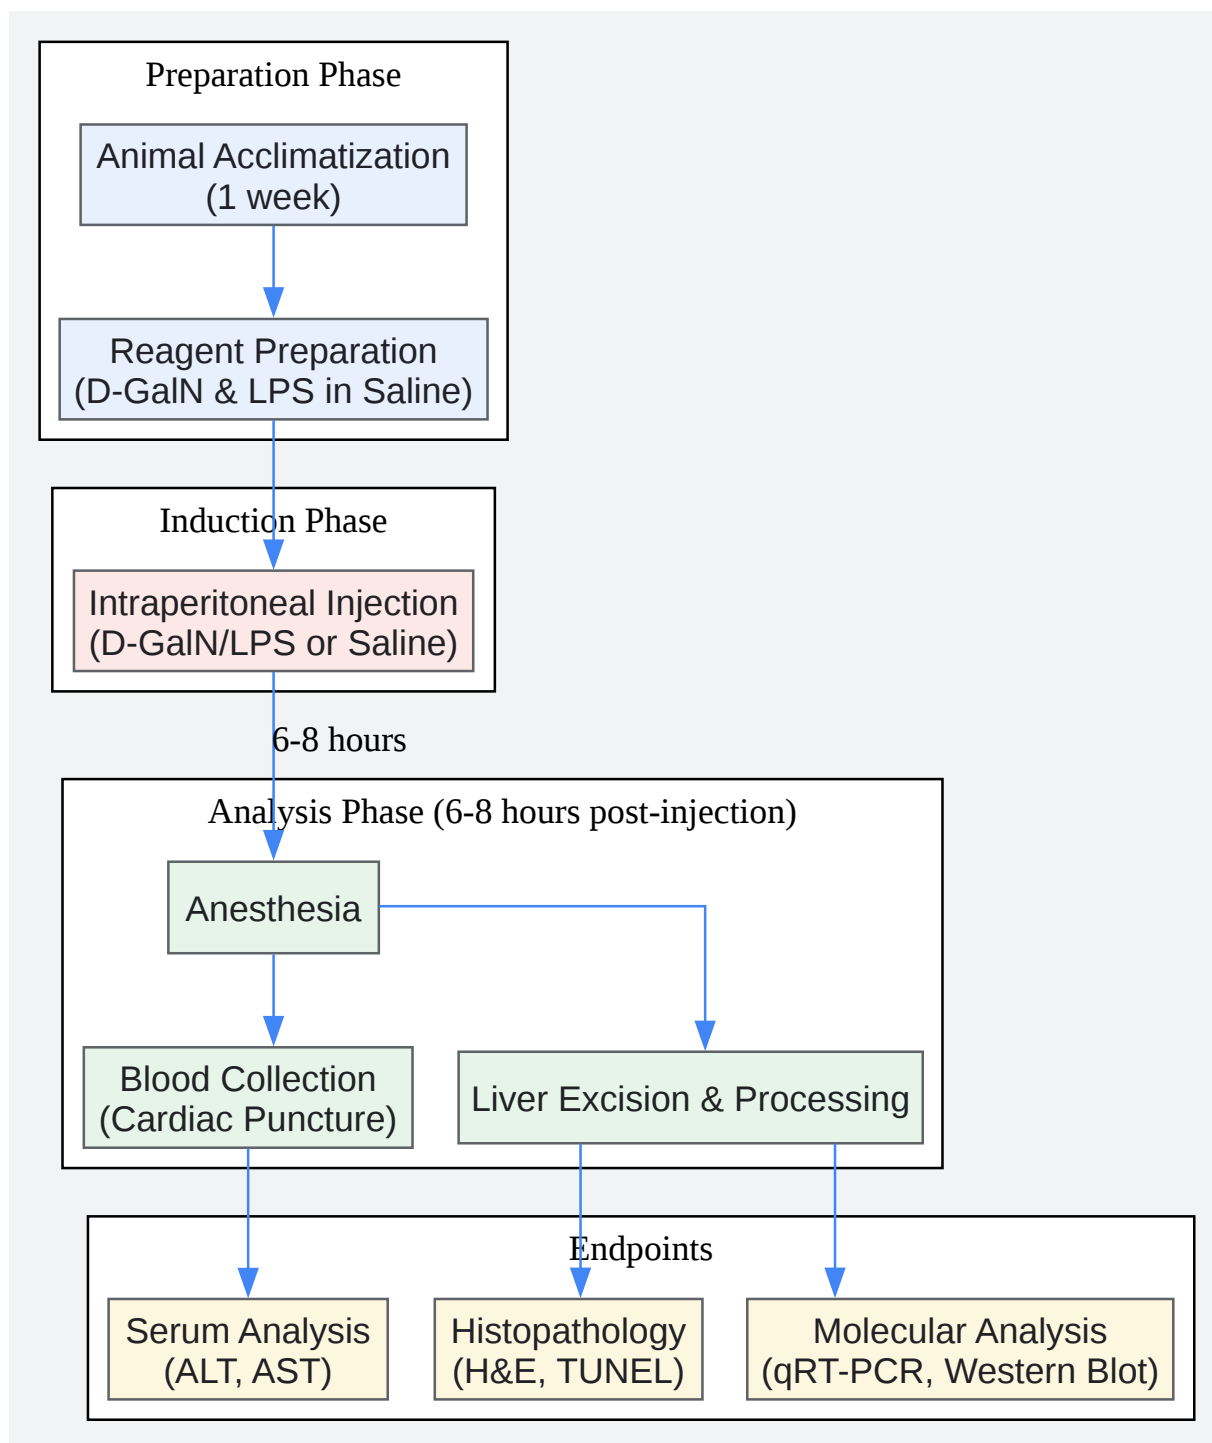 Preparation Phase
Animal Acclimatization
(1 week)
Reagent Preparation
(D-GalN & LPS in Saline)
Induction Phase
Intraperitoneal Injection
(D-GalN/LPS or Saline)
6-8 hours
Analysis Phase (6-8 hours post-injection)
Anesthesia
Blood Collection
(Cardiac Puncture)
Liver Excision & Processing
Endpoints
Serum Analysis
(ALT, AST)
Histopathology
(H&E, TUNEL)
Molecular Analysis
(qRT-PCR, Western Blot)